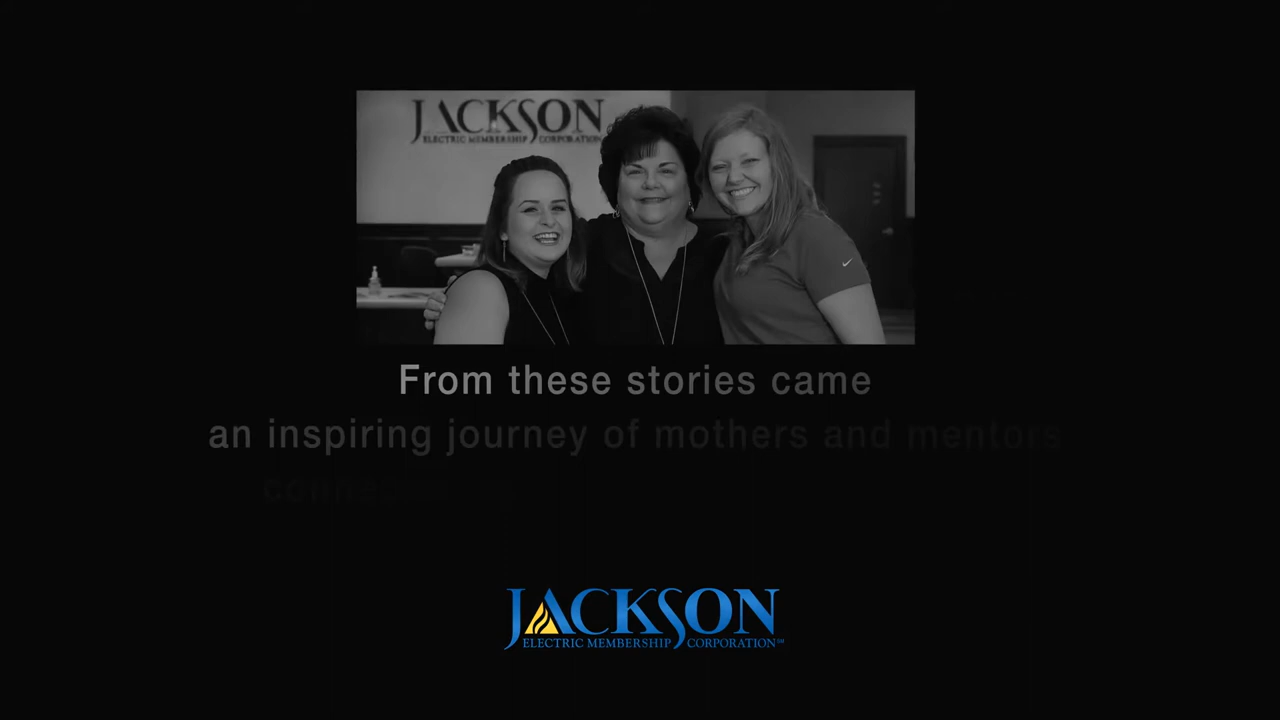 JACKSON
ELECTRIC MEMBERSHIP CORPORATION
From these stories came
an inspiring journey of mothers and mentors
JACKSON
ELECTRIC MEMBERSHIP CORPORATION